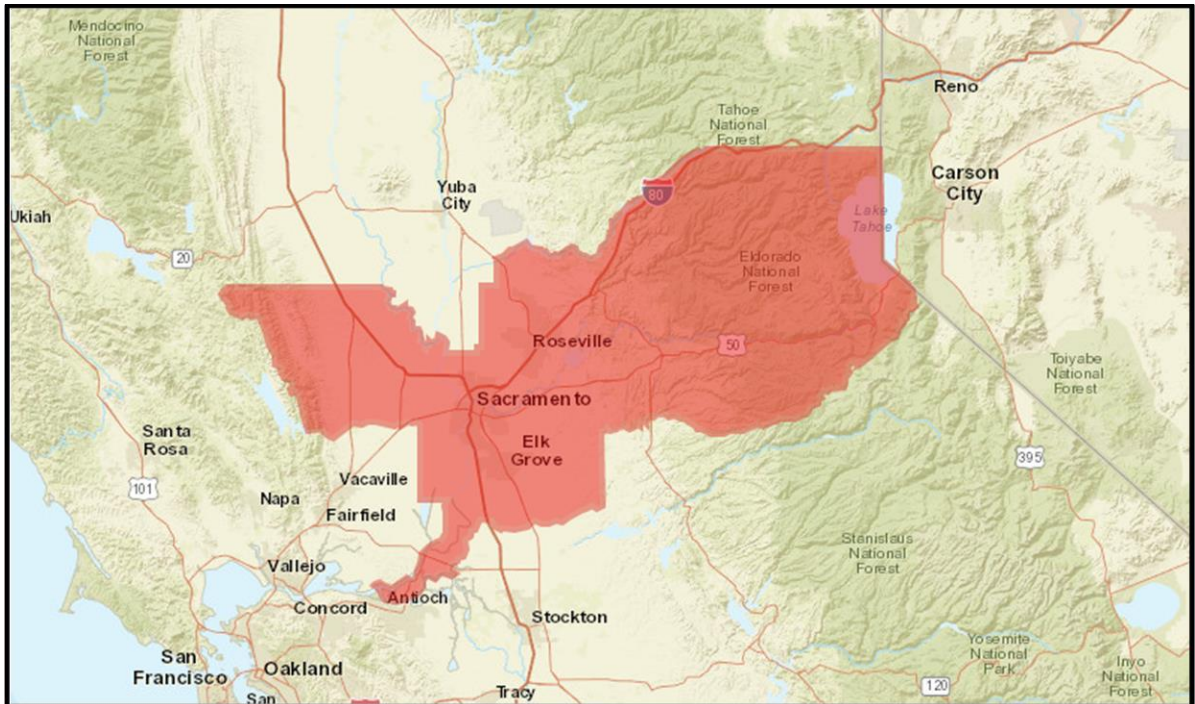 Mendocino
National
Forest
Reno
Tahoe
National
Forest
Carson
City
Yuba
City
80
Ukiah
Lake
Tahoe
20
Eldorado
National
Forest
Roseville
50
Toiyabe
National
Forest
Sacramento
Santa
Rosa
Elk
Grove
395
Vacaville
101
Napa
Fairfield
Stanislaus
National
Forest
Vallejo
Antioch
Concord
Stockton
San
Francisco
Oakland
Yosemite
National
Park
Inyo
National
Forest
120
Tracy
San